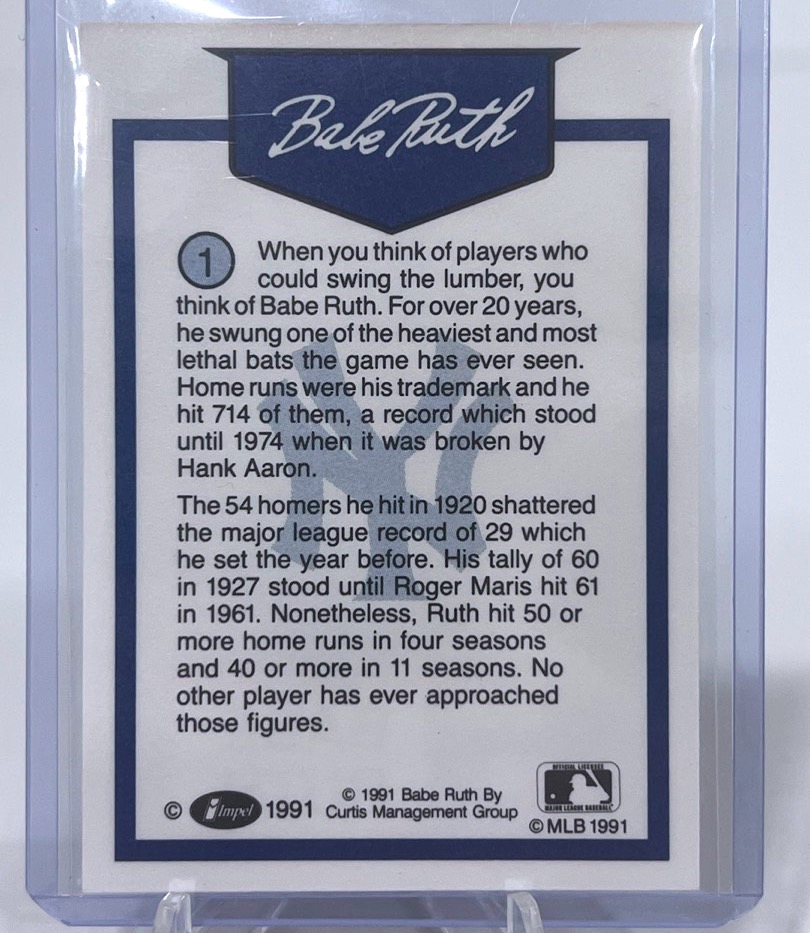 Babe Ruth
1
When you think of players who
could swing the lumber, you
think of Babe Ruth. For over 20 years,
he swung one of the heaviest and most
lethal bats the game has ever seen.
Home runs were his trademark and he
hit 714 of them, a record which stood
until 1974 when it was broken by
Hank Aaron.
The 54 homers he hit in 1920 shattered
the major league record of 29 which
he set the year before. His tally of 60
in 1927 stood until Roger Maris hit 61
in 1961. Nonetheless, Ruth hit 50 or
more home runs in four seasons
and 40 or more in 11 seasons. No
other player has ever approached
those figures.
© Impel 1991
© 1991 Babe Ruth By
Curtis Management Group
OFFICIAL LICENSEE
MAJOR LEAGUE BASEBALL
© MLB 1991
NY